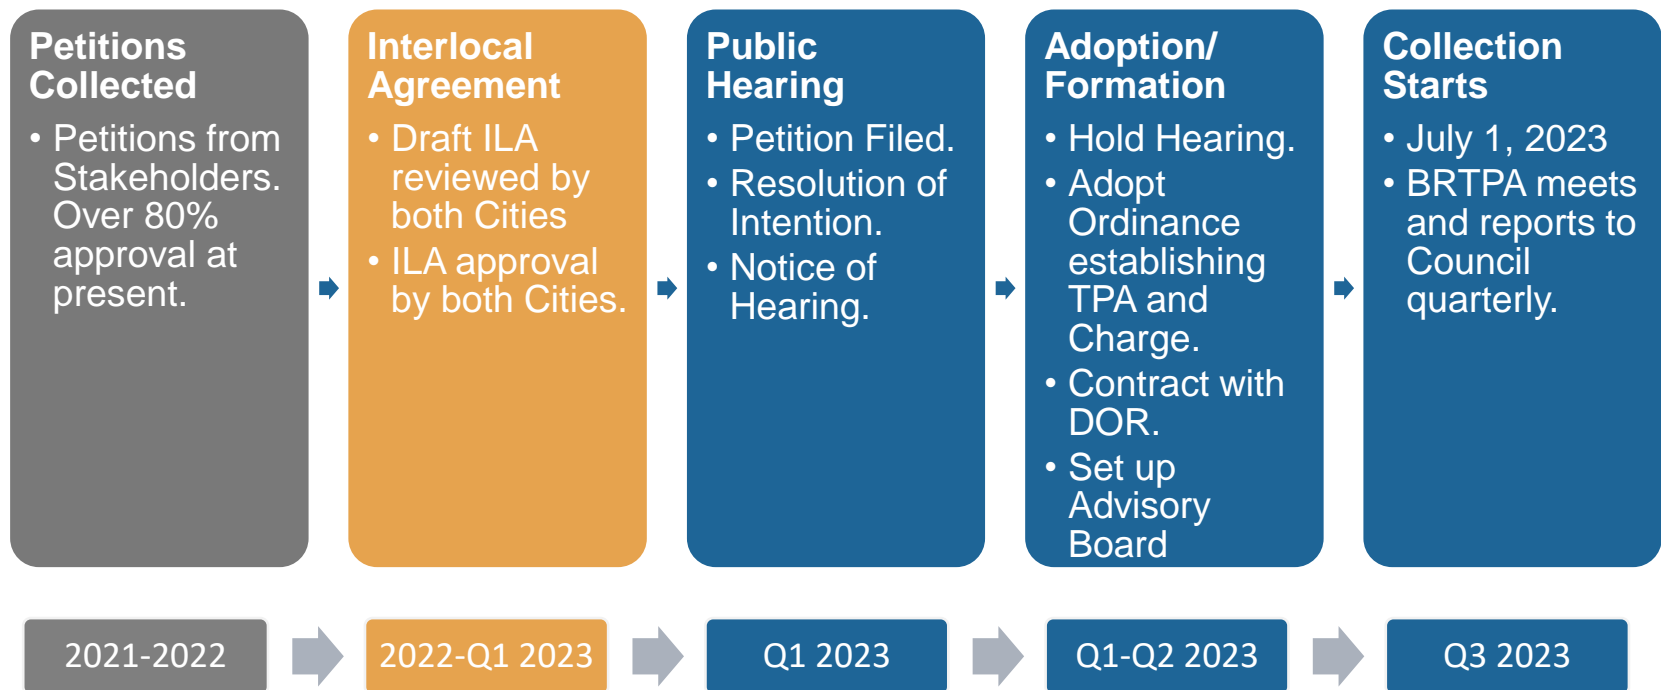 Petitions
Collected
• Petitions from
Stakeholders.
Over 80%
approval at
present.
Interlocal
Agreement
• Draft ILA
reviewed by
both Cities
• ILA approval
by both Cities.
Public
Hearing
• Petition Filed.
• Resolution of
Intention.
• Notice of
Hearing.
Adoption/
Formation
• Hold Hearing.
• Adopt
Ordinance
establishing
TPA and
Charge.
• Contract with
DOR.
• Set up
Advisory
Board
Collection
Starts
• July 1, 2023
• BRTPA meets
and reports to
Council
quarterly.
2021-2022
2022-Q1 2023
Q1 2023
Q1-Q2 2023
Q3 2023